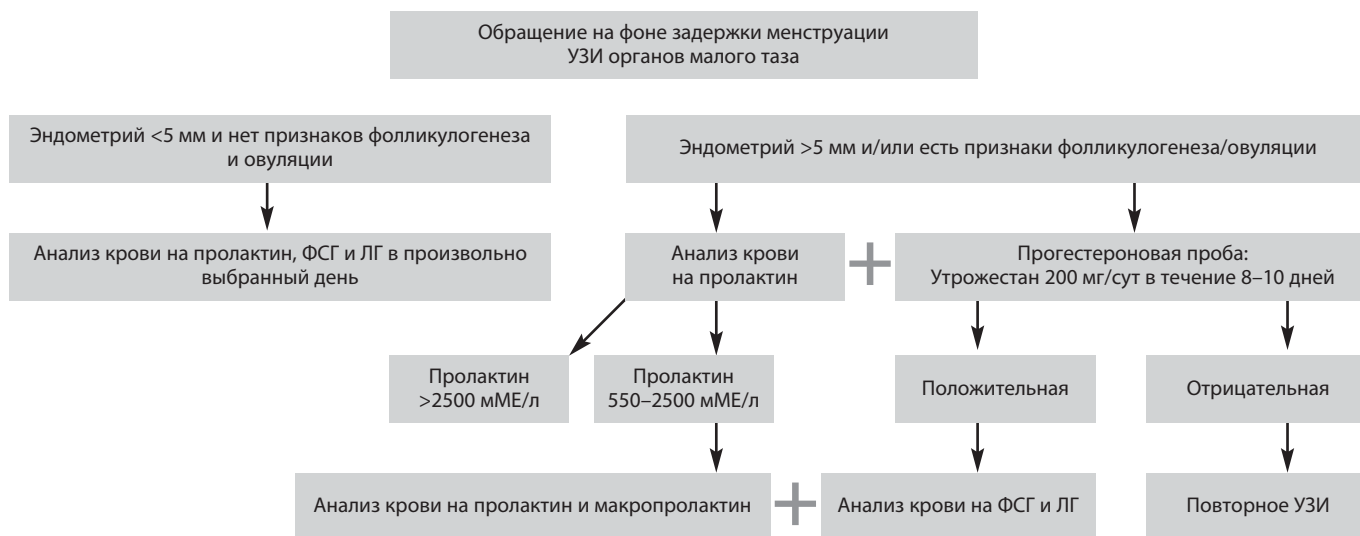 Обращение на фоне задержки менструации
УЗИ органов малого таза
Эндометрий <5 мм и нет признаков фолликулогенеза
и овуляции
Эндометрий >5 мм и/или есть признаки фолликулогенеза/овуляции
Анализ крови на пролактин, ФСГ и ЛГ в произвольно
выбранный день
Анализ крови
на пролактин
+
Прогестероновая проба:
Утрожестан 200 мг/сут в течение 8–10 дней
Пролактин
>2500 мМЕ/л
Пролактин
550–2500 мМЕ/л
Положительная
Отрицательная
Анализ крови на пролактин и макропролактин
+
Анализ крови на ФСГ и ЛГ
Повторное УЗИ